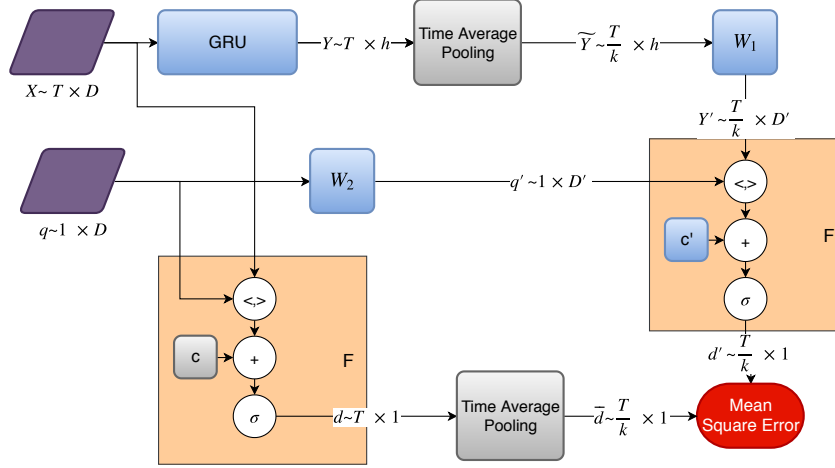 GRU
Y~T × h
Time Average
Pooling
Ỹ ~ T/k × h
W₁
X~ T × D
Y′ ~ T/k × D′
q~1 × D
W₂
q′ ~1 × D′
<,>
c'
+
F
σ
<,>
c
+
F
σ
d′ ~ T/k × 1
d~T × 1
Time Average
Pooling
d̅ ~ T/k × 1
Mean
Square Error